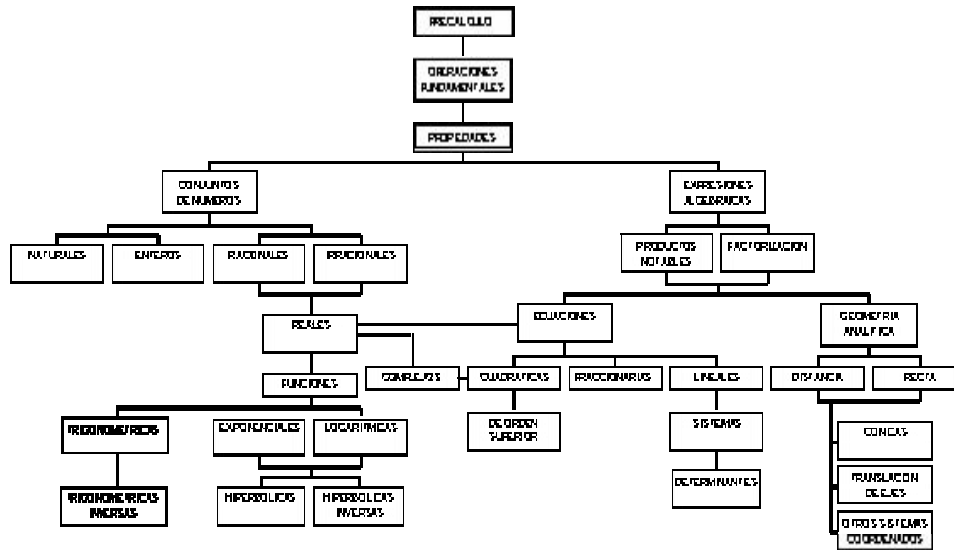 PRECALCULO
OPERACIONES
FUNDAMENTALES
PROPIEDADES
CONJUNTOS
DE NUMEROS
EXPRESIONES
ALGEBRAICAS
NATURALES
ENTEROS
RACIONALES
IRRACIONALES
PRODUCTOS
NOTABLES
FACTORIZACION
REALES
ECUACIONES
GEOMETRIA
ANALITICA
FUNCIONES
COMPLEJOS
CUADRATICAS
FRACCIONARIAS
LINEALES
DISTANCIA
RECTA
TRIGONOMETRICAS
EXPONENCIALES
LOGARITMICAS
DE ORDEN
SUPERIOR
SISTEMAS
CONICAS
TRIGONOMETRICAS
INVERSAS
HIPERBOLICAS
HIPERBOLICAS
INVERSAS
DETERMINANTES
TRANSLACION
DE EJES
OTROS SISTEMAS
COORDENADOS